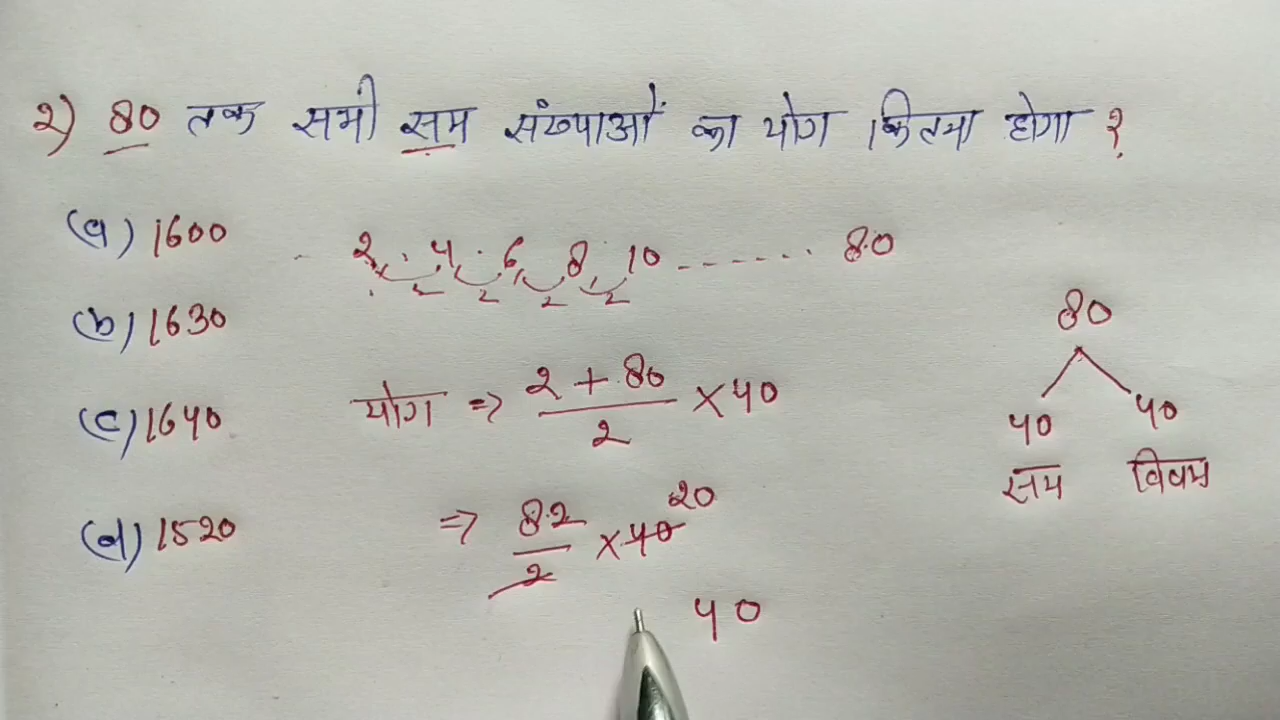 2) 80 तक सभी सम संख्याओं का योग कितना होगा ?
(a) 1600
2 . 4 . 6 8 10 ------- 80
2 2 2 2
(b) 1630
80
योग => 2 + 80 / 2 × 40
(c) 1640
40 40
सम विषम
(d) 1520
=> 82 / 2 × 40 20
40